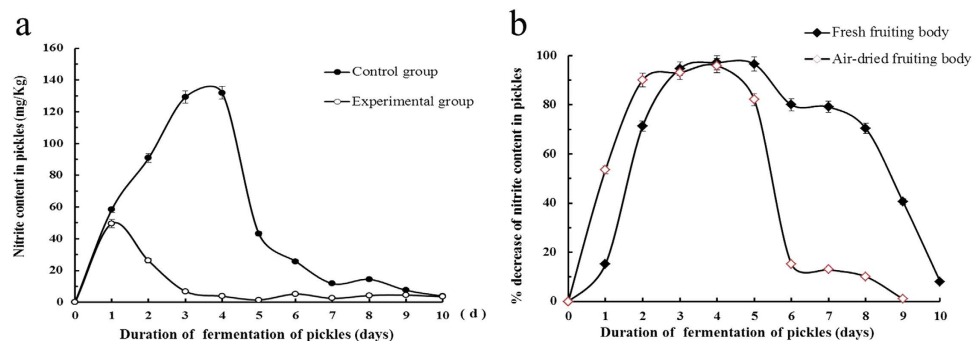 a
160
140
120
100
80
60
40
20
0
Nitrite content in pickles (mg/Kg)
Control group
Experimental group
0 1 2 3 4 5 6 7 8 9 10 ( d )
Duration of fermentation of pickles (days)
b
Fresh fruiting body
Air-dried fruiting body
100
80
60
40
20
0
% decrease of nitrite content in pickles
0 1 2 3 4 5 6 7 8 9 10
Duration of fermentation of pickles (days)